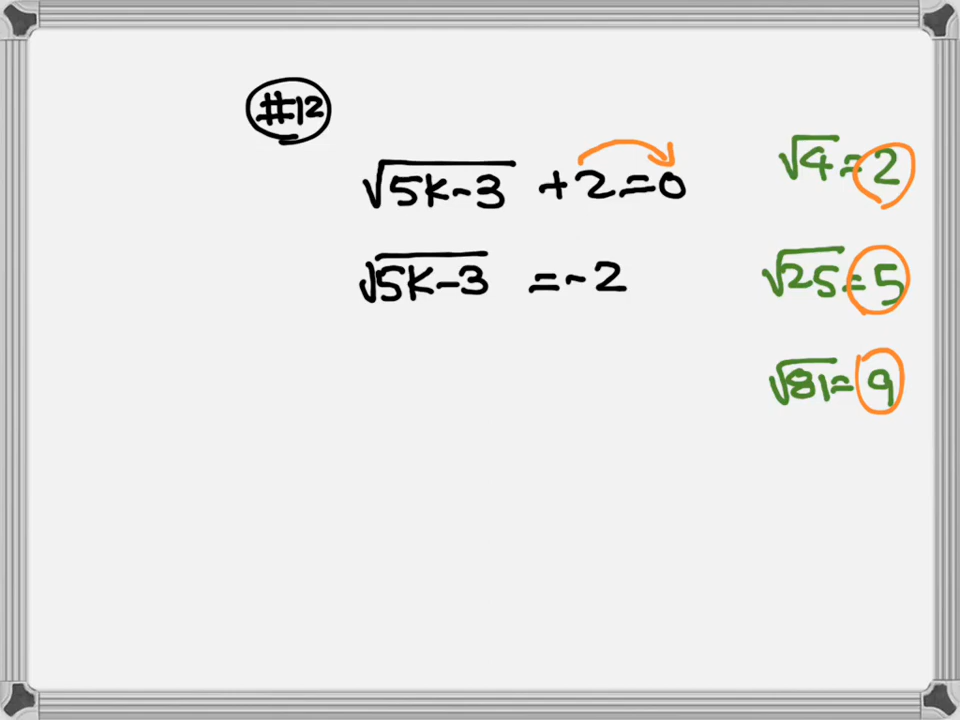 #12
√5K-3 +2=0
√5K-3 =-2
√4=2
√25=5
√81=9